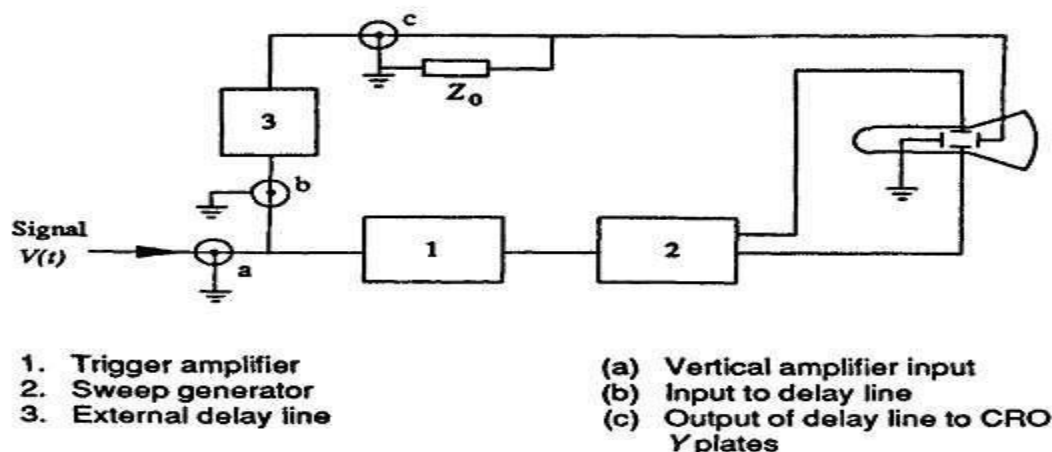 c
Z0
3
b
Signal
V(t)
a
1
2
1. Trigger amplifier
2. Sweep generator
3. External delay line
(a) Vertical amplifier input
(b) Input to delay line
(c) Output of delay line to CRO
Y plates